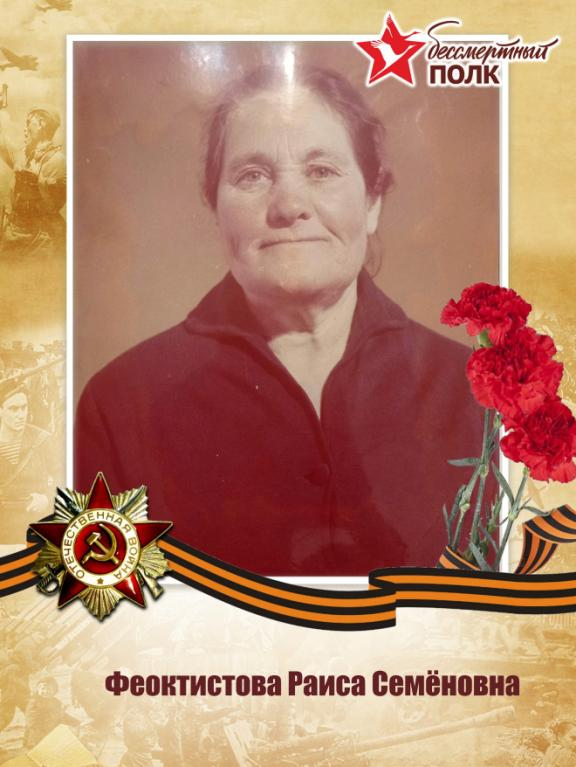 бессмертный
ПОЛК
ОТЕЧЕСТВЕННАЯ ВОЙНА
Феоктистова Раиса Семёновна